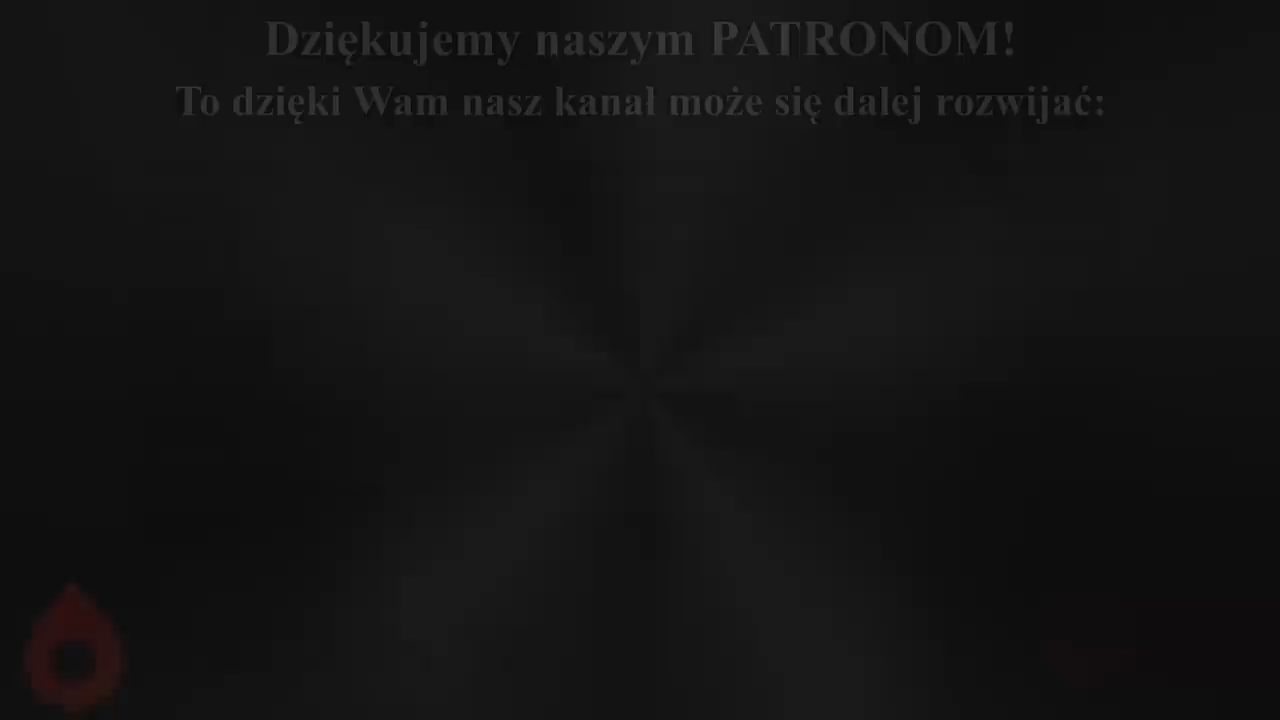 Dziękujemy naszym PATRONOM!
To dzięki Wam nasz kanał może się dalej rozwijać: